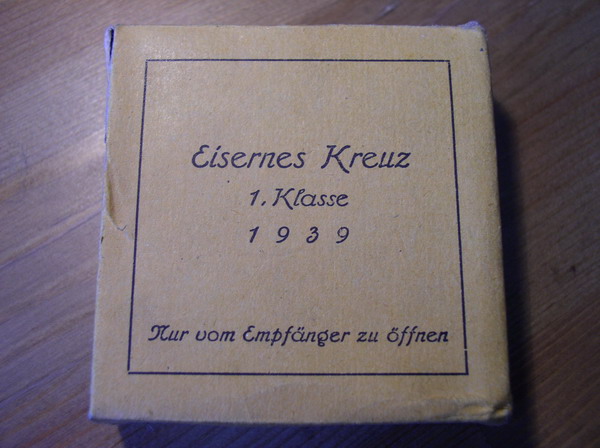 Eisernes Kreuz
1. Klasse
1939
Nur vom Empfänger zu öffnen